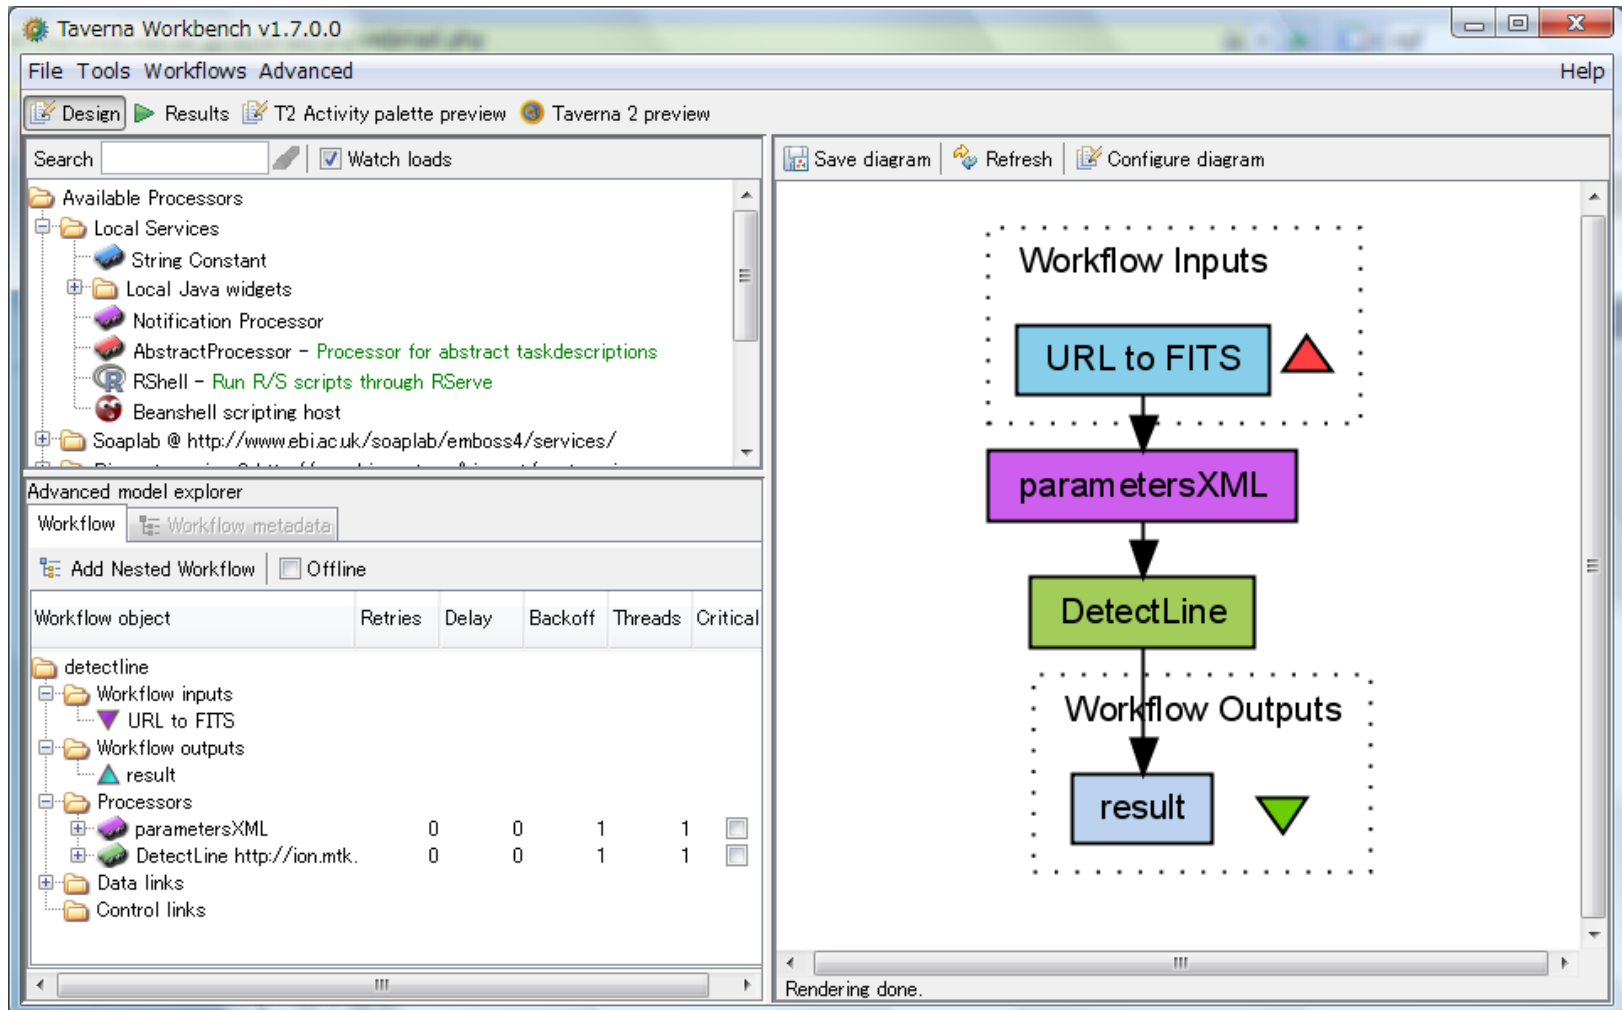 Taverna Workbench v1.7.0.0
File Tools Workflows Advanced Help
Design Results T2 Activity palette preview Taverna 2 preview
Search Watch loads
Available Processors
Local Services
String Constant
Local Java widgets
Notification Processor
AbstractProcessor - Processor for abstract taskdescriptions
RShell - Run R/S scripts through RServe
Beanshell scripting host
Soaplab @ http://www.ebi.ac.uk/soaplab/emboss4/services/
Advanced model explorer
Workflow Workflow metadata
Add Nested Workflow Offline
Workflow object Retries Delay Backoff Threads Critical
detectline
Workflow inputs
URL to FITS
Workflow outputs
result
Processors
parametersXML 0 0 1 1
DetectLine http://ion.mtk. 0 0 1 1
Data links
Control links
Save diagram Refresh Configure diagram
Workflow Inputs
URL to FITS
parametersXML
DetectLine
Workflow Outputs
result
Rendering done.